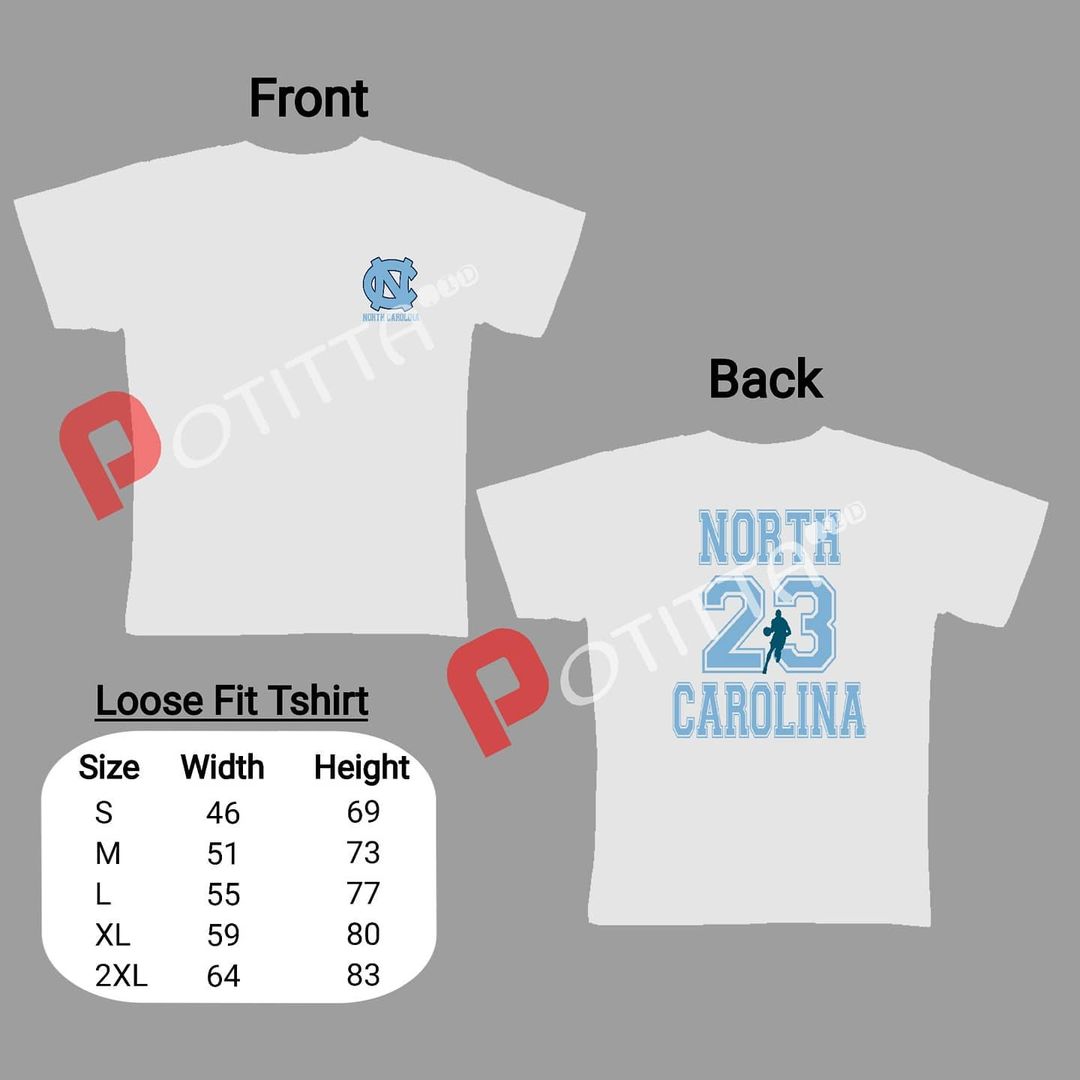 Front
NC
NORTH CAROLINA
POTITTA
Back
NORTH
23
CAROLINA
POTITTA
Loose Fit Tshirt
Size Width Height
S 46 69
M 51 73
L 55 77
XL 59 80
2XL 64 83